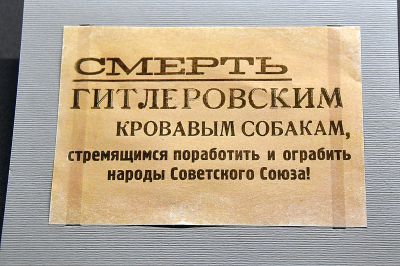 СМЕРТЬ
ГИТЛЕРОВСКИМ
КРОВАВЫМ СОБАКАМ,
стремящимся поработить и ограбить
народы Советского Союза!